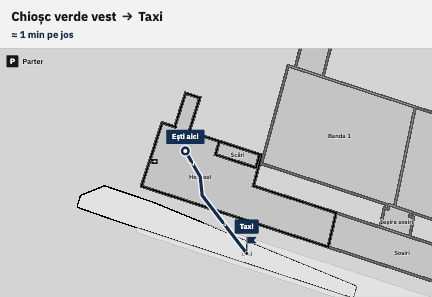 Chioșc verde vest → Taxi
≈ 1 min pe jos
P Parter
Banda 1
Ești aici
Scări
Taxi
Sosiri